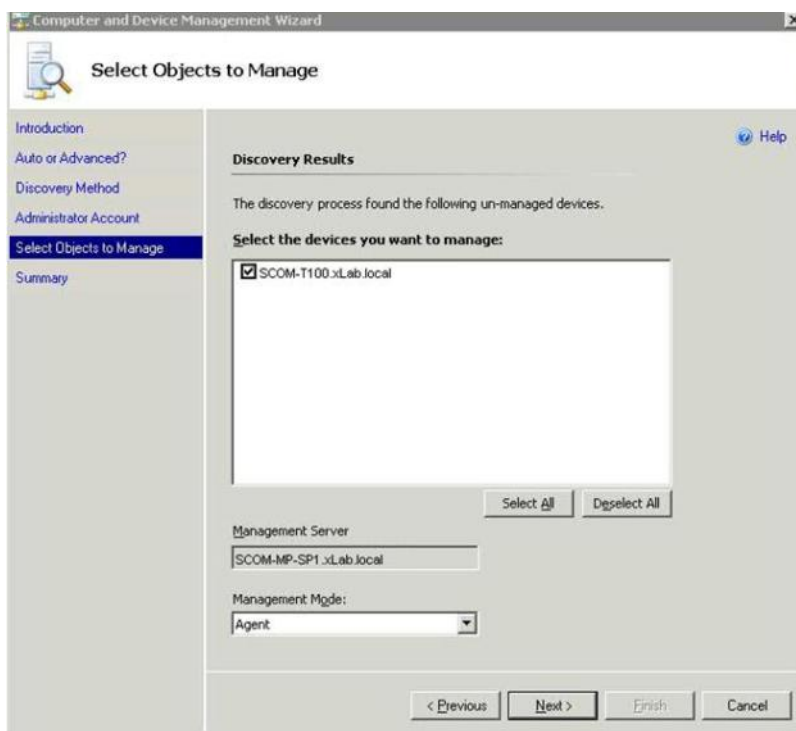 Computer and Device Management Wizard
Select Objects to Manage
Introduction
Auto or Advanced?
Discovery Method
Administrator Account
Select Objects to Manage
Summary
Help
Discovery Results
The discovery process found the following un-managed devices.
Select the devices you want to manage:
SCOM-T100.xLab.local
Select All
Deselect All
Management Server
SCOM-MP-SP1.xLab.local
Management Mode:
Agent
< Previous
Next >
Finish
Cancel